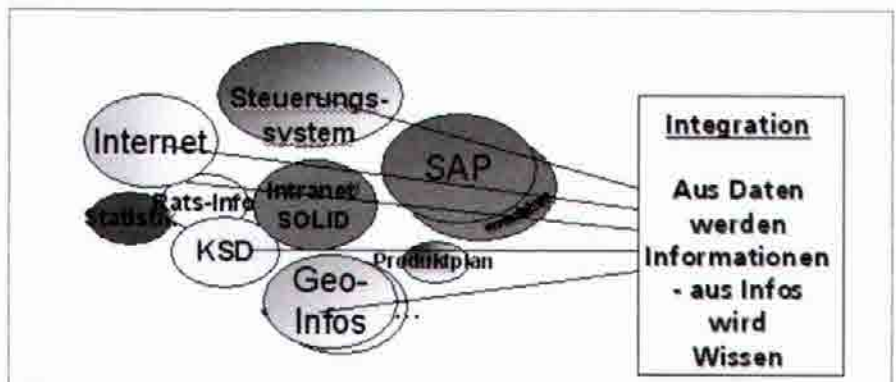 Steuerungs-
system
Internet
SAP
Intranet/
SOLID
Rats-Info
KSD
Produktplan
Geo-
Infos
...
Integration
Aus Daten
werden
Informationen
- aus Infos
wird
Wissen